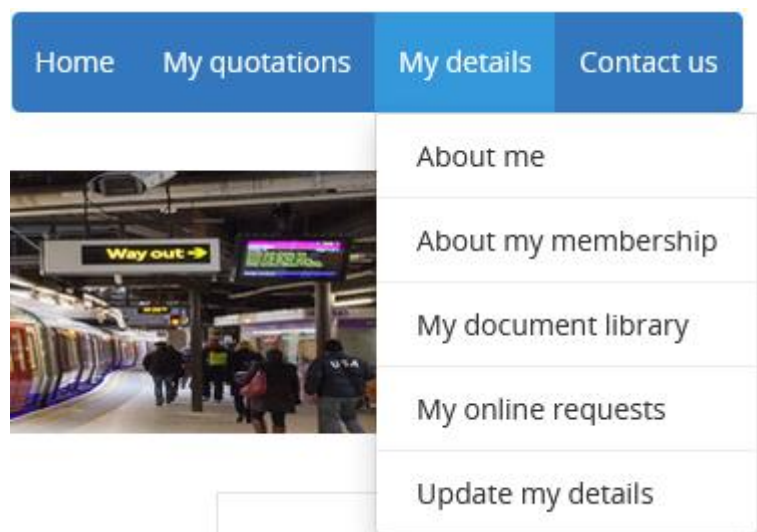 Home My quotations My details Contact us
About me
About my membership
My document library
My online requests
Update my details
Way out →
USA